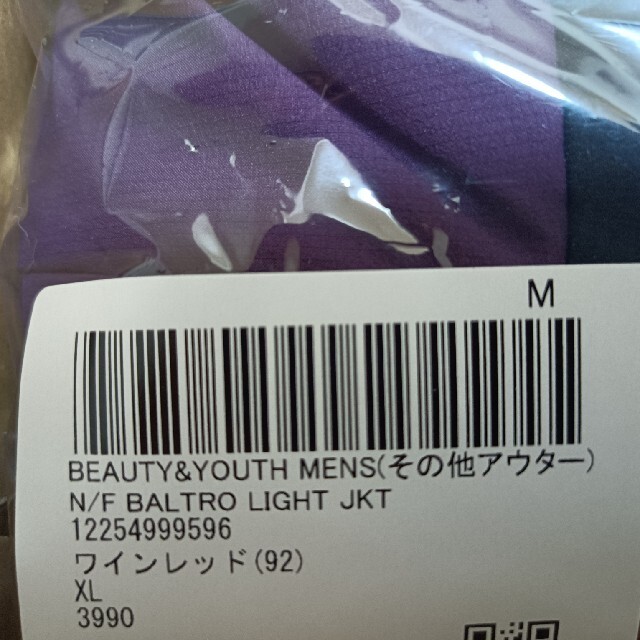 M
BEAUTY&YOUTH MENS(その他アウター)
N/F BALTRO LIGHT JKT
12254999596
ワインレッド(92)
XL
3990